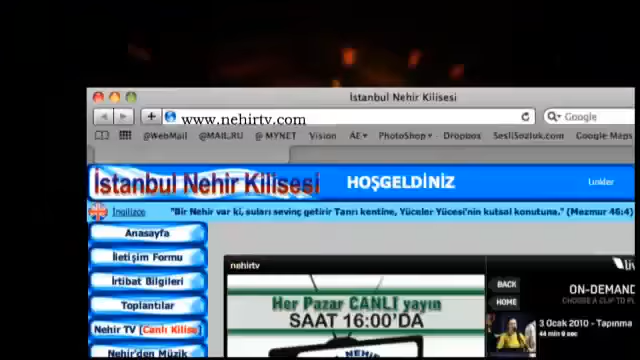 İstanbul Nehir Kilisesi
www.nehirtv.com
Google
@WebMail @MAIL.RU @ MYNET Vision AE PhotoShop Dropbox SesliSozluk.com Google Maps
İstanbul Nehir Kilisesi HOŞGELDİNİZ Linkler
İngilizce "Bir Nehir var ki, suları sevinç getirir Tanrı kentine, Yüceler Yücesi'nin kutsal konutuna." (Mezmur 46:4)
Anasayfa
İletişim Formu
İrtibat Bilgileri
Toplantılar
Nehir TV (Canlı Kilise)
Nehir'den Müzik
nehirtv
Her Pazar CANLI yayın
SAAT 16:00'DA
NEHİR
BACK
HOME
ON-DEMAND
CHOOSE A CLIP TO
3 Ocak 2010 - Tapınma
44 min 9 sec